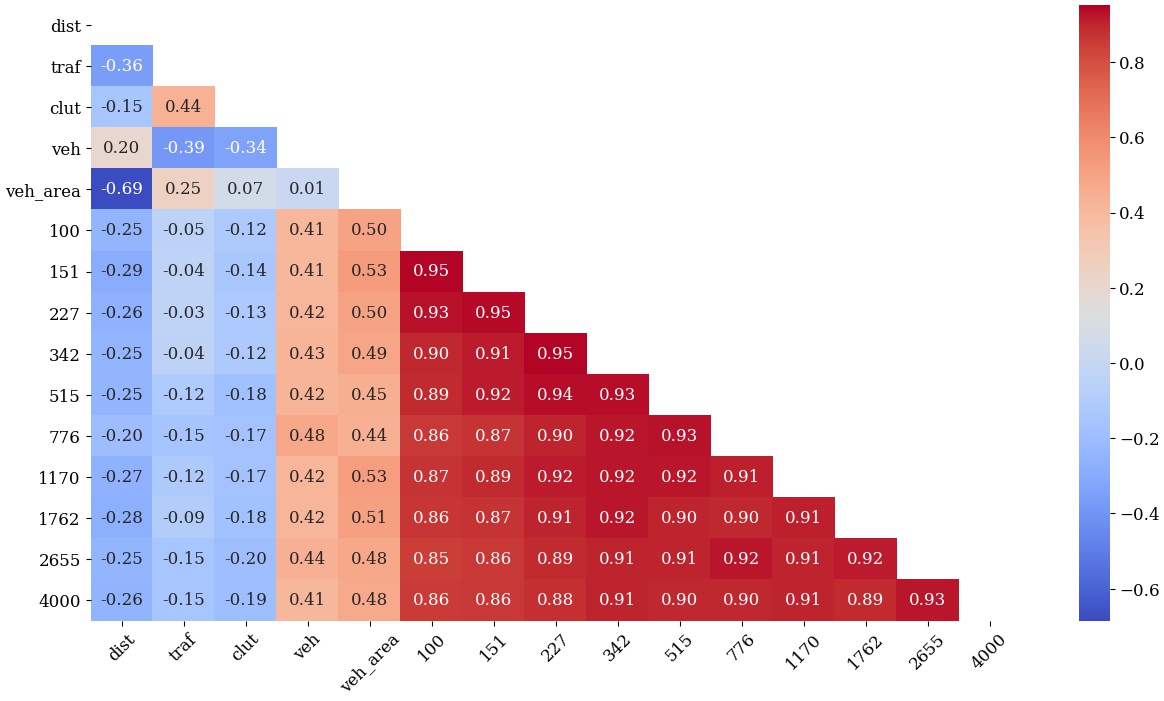 dist
traf -0.36
clut -0.15 0.44
veh 0.20 -0.39 -0.34
veh_area -0.69 0.25 0.07 0.01
100 -0.25 -0.05 -0.12 0.41 0.50
151 -0.29 -0.04 -0.14 0.41 0.53 0.95
227 -0.26 -0.03 -0.13 0.42 0.50 0.93 0.95
342 -0.25 -0.04 -0.12 0.43 0.49 0.90 0.91 0.95
515 -0.25 -0.12 -0.18 0.42 0.45 0.89 0.92 0.94 0.93
776 -0.20 -0.15 -0.17 0.48 0.44 0.86 0.87 0.90 0.92 0.93
1170 -0.27 -0.12 -0.17 0.42 0.53 0.87 0.89 0.92 0.92 0.92 0.91
1762 -0.28 -0.09 -0.18 0.42 0.51 0.86 0.87 0.91 0.92 0.90 0.90 0.91
2655 -0.25 -0.15 -0.20 0.44 0.48 0.85 0.86 0.89 0.91 0.91 0.92 0.91 0.92
4000 -0.26 -0.15 -0.19 0.41 0.48 0.86 0.86 0.88 0.91 0.90 0.90 0.91 0.89 0.93
dist traf clut veh veh_area 100 151 227 342 515 776 1170 1762 2655 4000
0.8
0.6
0.4
0.2
0.0
−0.2
−0.4
−0.6